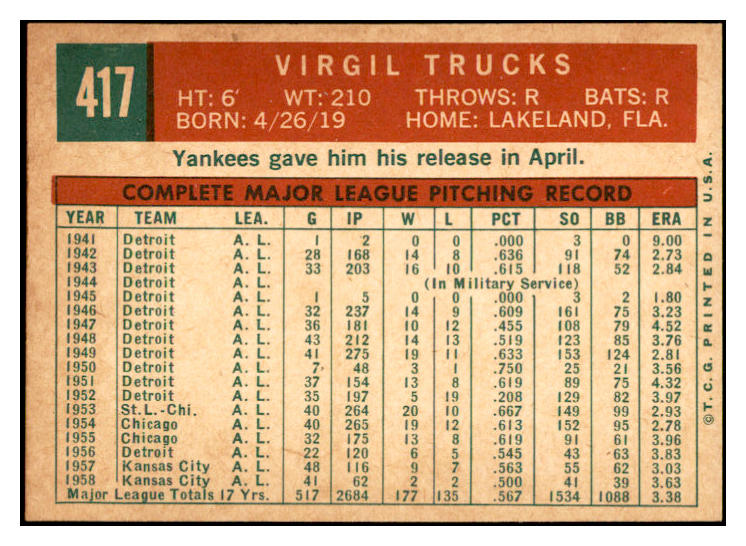 417
VIRGIL TRUCKS
HT: 6' WT: 210 THROWS: R BATS: R
BORN: 4/26/19 HOME: LAKELAND, FLA.
Yankees gave him his release in April.
COMPLETE MAJOR LEAGUE PITCHING RECORD
YEAR TEAM LEA. G IP W L PCT SO BB ERA
1941 Detroit A. L. 1 2 0 0 .000 3 0 9.00
1942 Detroit A. L. 28 168 14 8 .636 91 74 2.73
1943 Detroit A. L. 33 203 16 10 .615 118 52 2.84
1944 Detroit A. L. (In Military Service)
1945 Detroit A. L. 1 5 0 0 .000 3 2 1.80
1946 Detroit A. L. 32 237 14 9 .609 161 75 3.23
1947 Detroit A. L. 36 181 10 12 .455 108 79 4.52
1948 Detroit A. L. 43 212 14 13 .519 123 85 3.76
1949 Detroit A. L. 41 275 19 11 .633 153 124 2.81
1950 Detroit A. L. 7 48 3 1 .750 25 21 3.56
1951 Detroit A. L. 37 154 13 8 .619 89 75 4.32
1952 Detroit A. L. 35 197 5 19 .208 129 82 3.97
1953 St.L.-Chi. A. L. 40 264 20 10 .667 149 99 2.93
1954 Chicago A. L. 40 265 19 12 .613 152 95 2.78
1955 Chicago A. L. 32 175 13 8 .619 91 61 3.96
1956 Detroit A. L. 22 120 6 5 .545 43 63 3.83
1957 Kansas City A. L. 48 116 9 7 .563 55 62 3.03
1958 Kansas City A. L. 41 62 2 2 .500 41 39 3.63
Major League Totals 17 Yrs. 517 2684 177 135 .567 1534 1088 3.38
©T. C. G. PRINTED IN U.S.A.